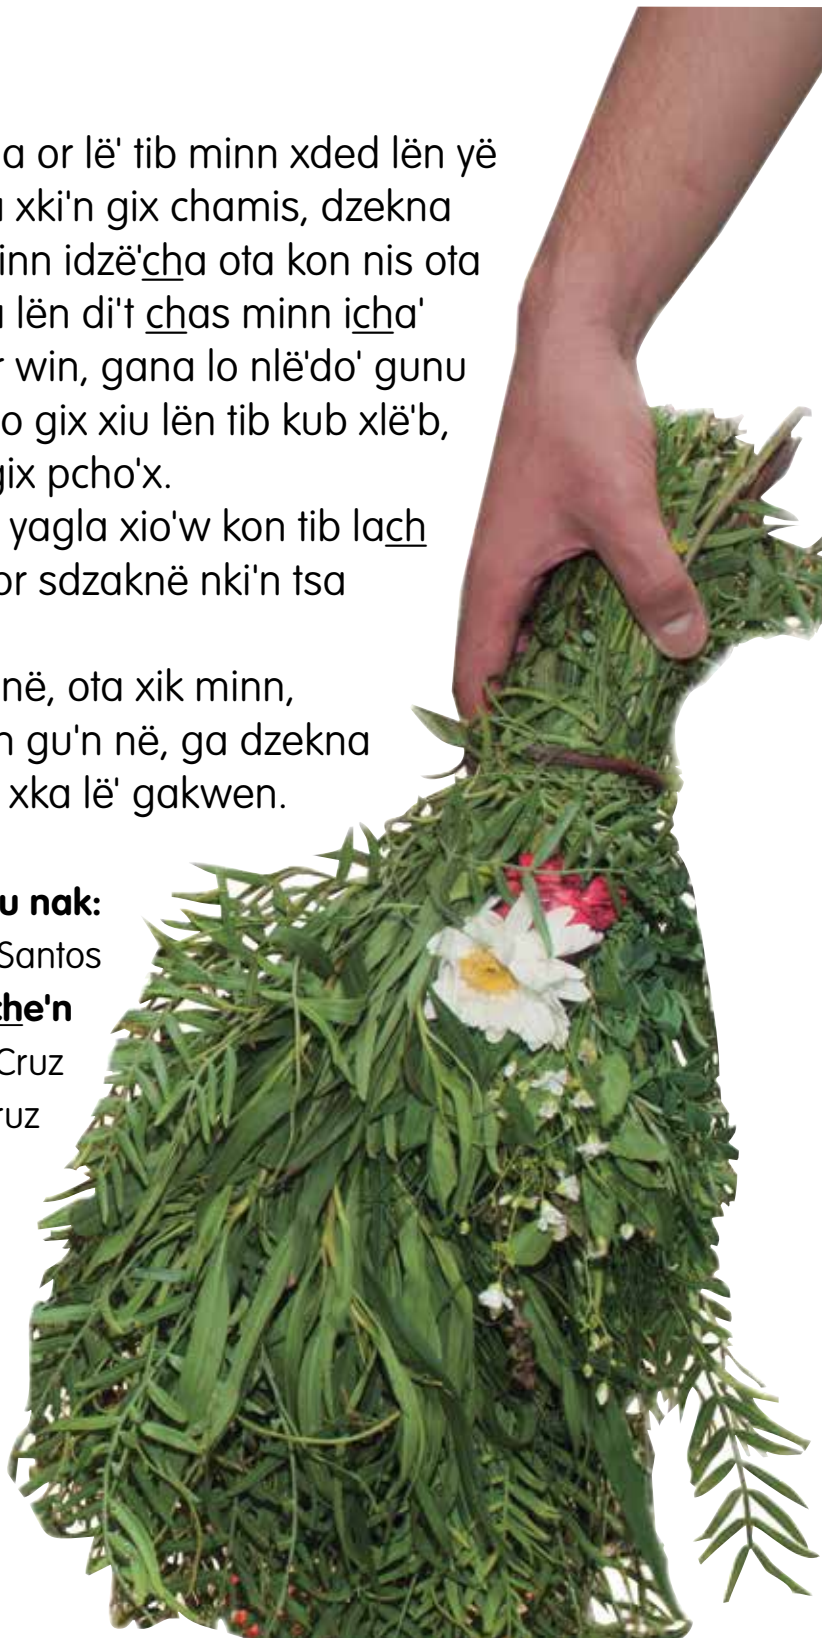 a or lë' tib minn xded lën yë
xki'n gix chamis, dzekna
inn idzë'cha ota kon nis ota
lën di't chas minn icha'
win, gana lo nlë'do' gunu
o gix xiu lën tib kub xlë'b,
gix pcho'x.
yagla xio'w kon tib lach
or sdzaknë nki'n tsa
në, ota xik minn,
n gu'n në, ga dzekna
xka lë' gakwen.
u nak:
Santos
che'n
Cruz
ruz